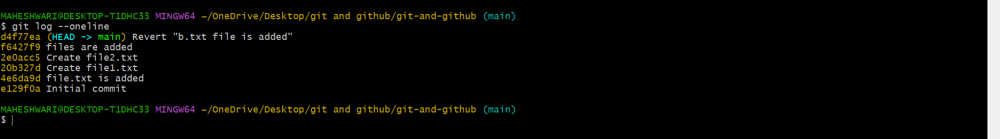 MAHESHWARI@DESKTOP-T1DHC33 MINGW64 ~/OneDrive/Desktop/git and github/git-and-github (main)
$ git log --oneline
d4f77ea (HEAD -> main) Revert "b.txt file is added"
f6427f9 files are added
2e0acc5 Create file2.txt
20b327d Create file1.txt
4e6da9d file.txt is added
e129f0a Initial commit
MAHESHWARI@DESKTOP-T1DHC33 MINGW64 ~/OneDrive/Desktop/git and github/git-and-github (main)
$